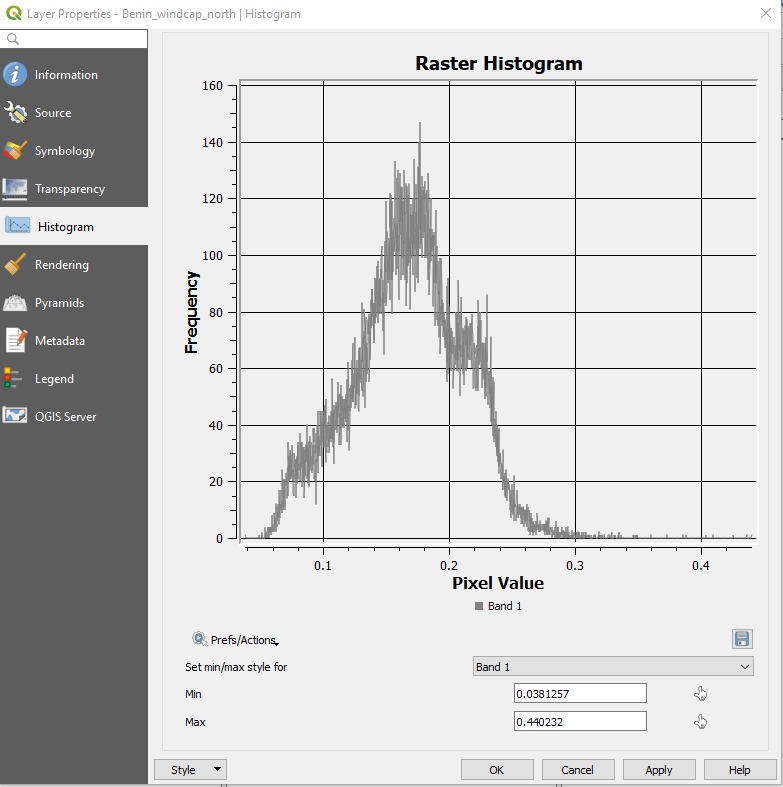 Layer Properties - Benin_windcap_north | Histogram
Information
Source
Symbology
Transparency
Histogram
Rendering
Pyramids
Metadata
Legend
QGIS Server
Raster Histogram
160
140
120
100
80
60
40
20
0
Frequency
0.1 0.2 0.3 0.4
Pixel Value
Band 1
Prefs/Actions
Set min/max style for Band 1
Min 0.0381257
Max 0.440232
Style OK Cancel Apply Help